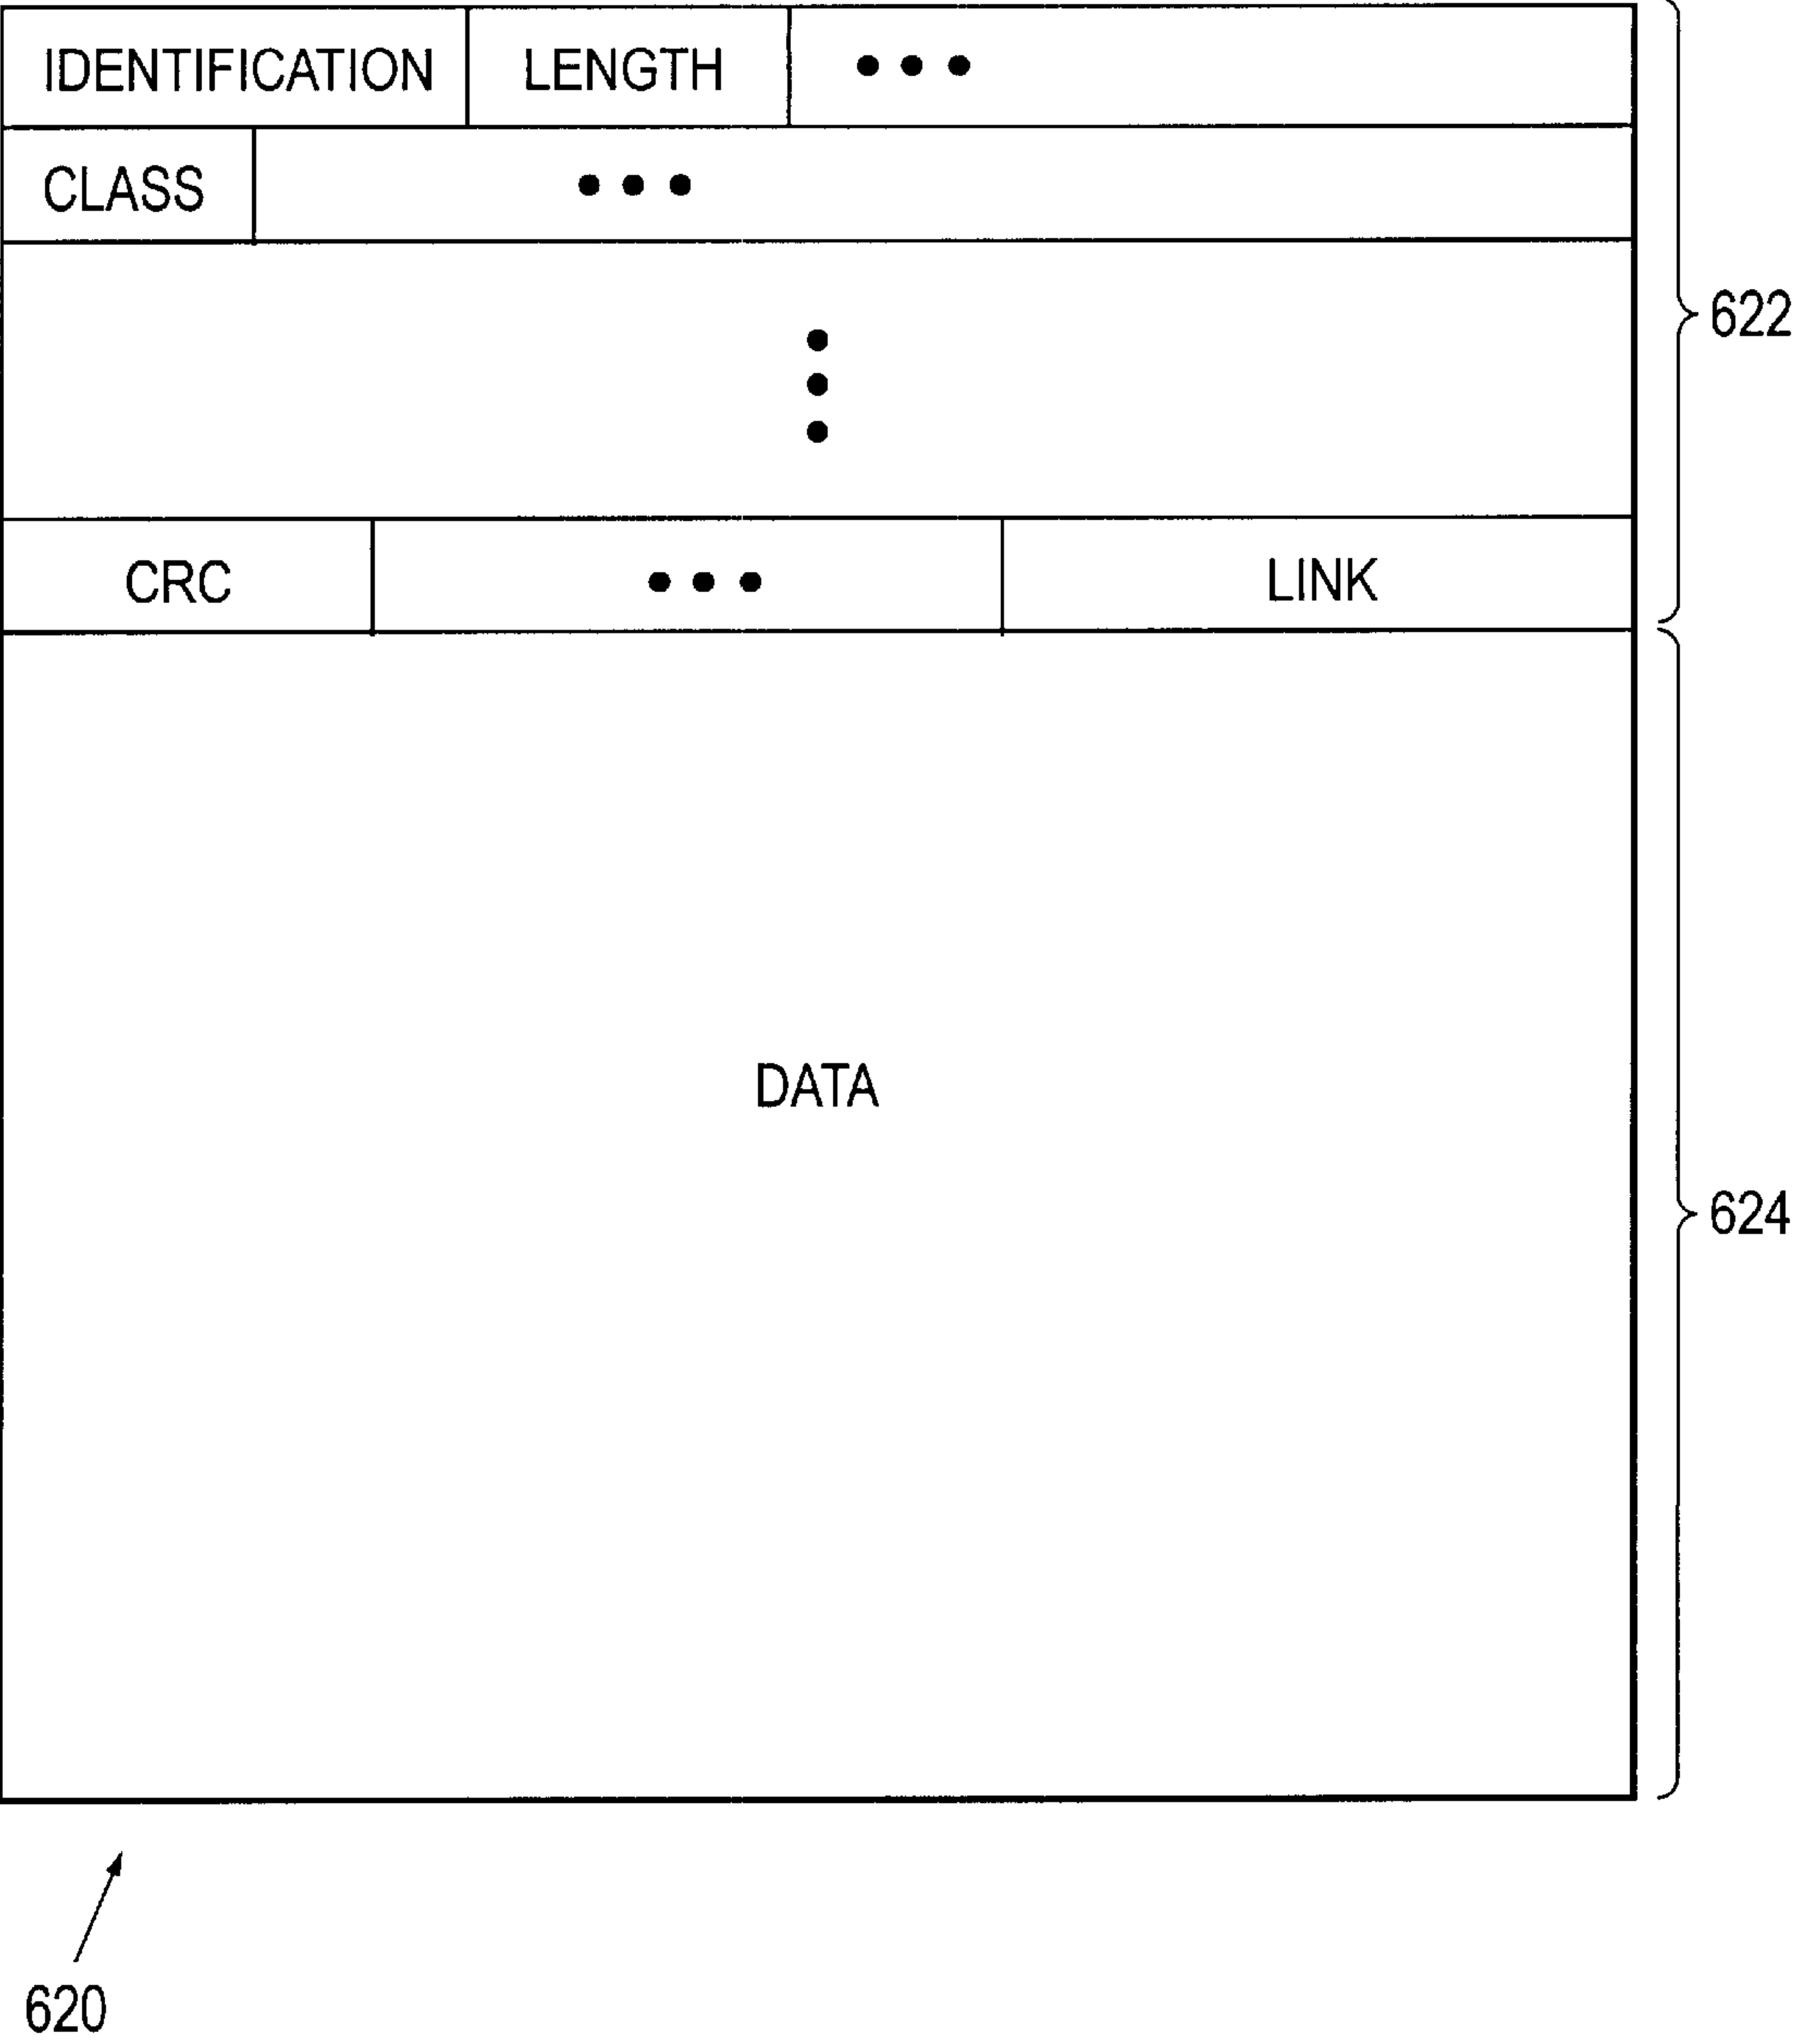 IDENTIFICATION LENGTH •••
CLASS •••
622
CRC ••• LINK
DATA
624
620